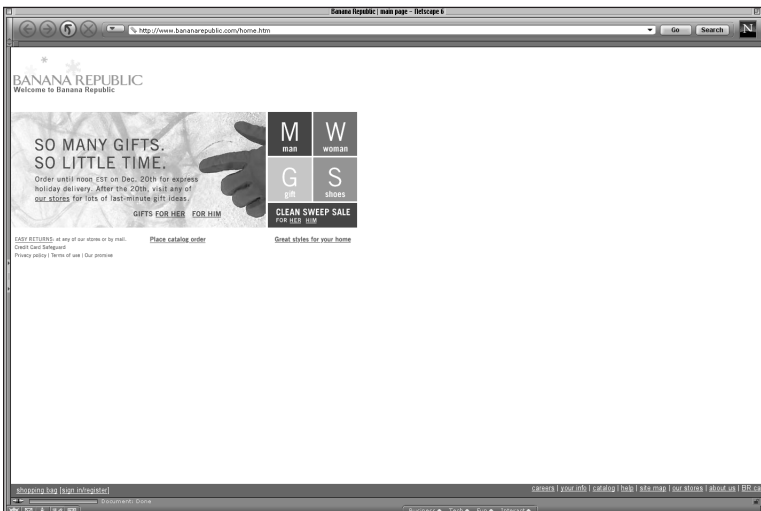 Banana Republic | main page - Netscape 6
http://www.bananarepublic.com/home.htm
Go
Search
N
BANANA REPUBLIC
Welcome to Banana Republic
SO MANY GIFTS.
SO LITTLE TIME.
Order until noon EST on Dec. 20th for express
holiday delivery. After the 20th, visit any of
our stores for lots of last-minute gift ideas.
GIFTS FOR HER FOR HIM
M
man
W
woman
G
gift
S
shoes
CLEAN SWEEP SALE
FOR HER HIM
EASY RETURNS: at any of our stores or by mail.
Credit Card Safeguard
Privacy policy | Terms of use | Our promise
Place catalog order
Great styles for your home
shopping bag [sign in/register]
careers | your info | catalog | help | site map | our stores | about us | BR ca
Document: Done
Business Tech Fun Interact